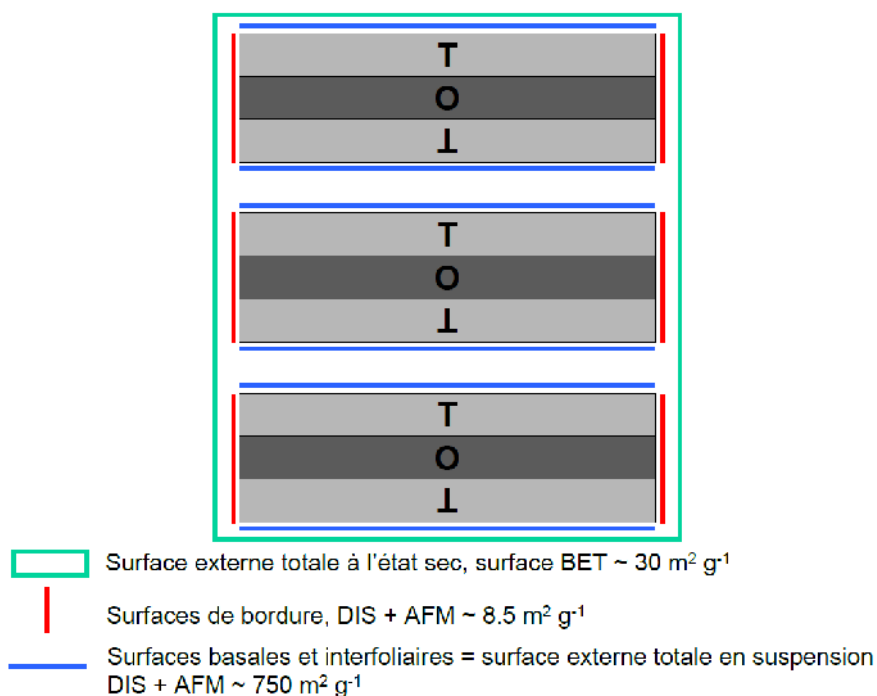 T
O
T
T
O
T
T
O
T
Surface externe totale à l'état sec, surface BET ~ 30 m² g⁻¹
Surfaces de bordure, DIS + AFM ~ 8.5 m² g⁻¹
Surfaces basales et interfoliaires = surface externe totale en suspension
DIS + AFM ~ 750 m² g⁻¹